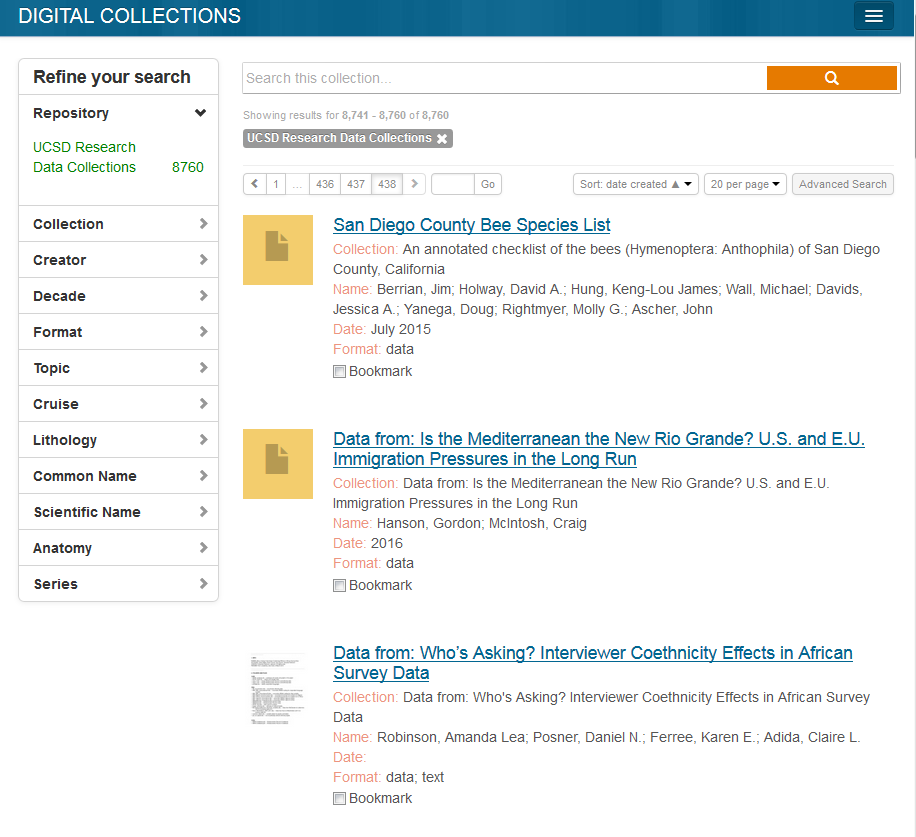 DIGITAL COLLECTIONS
Refine your search
Repository
UCSD Research
Data Collections 8760
Collection
Creator
Decade
Format
Topic
Cruise
Lithology
Common Name
Scientific Name
Anatomy
Series
Search this collection...
Showing results for 8,741 - 8,760 of 8,760
UCSD Research Data Collections
1 ... 436 437 438 Go Sort: date created ▲ 20 per page Advanced Search
San Diego County Bee Species List
Collection: An annotated checklist of the bees (Hymenoptera: Anthophila) of San Diego
County, California
Name: Berrian, Jim; Holway, David A.; Hung, Keng-Lou James; Wall, Michael; Davids,
Jessica A.; Yanega, Doug; Rightmyer, Molly G.; Ascher, John
Date: July 2015
Format: data
Bookmark
Data from: Is the Mediterranean the New Rio Grande? U.S. and E.U.
Immigration Pressures in the Long Run
Collection: Data from: Is the Mediterranean the New Rio Grande? U.S. and E.U.
Immigration Pressures in the Long Run
Name: Hanson, Gordon; McIntosh, Craig
Date: 2016
Format: data
Bookmark
Data from: Who’s Asking? Interviewer Coethnicity Effects in African
Survey Data
Collection: Data from: Who's Asking? Interviewer Coethnicity Effects in African Survey
Data
Name: Robinson, Amanda Lea; Posner, Daniel N.; Ferree, Karen E.; Adida, Claire L.
Date:
Format: data; text
Bookmark